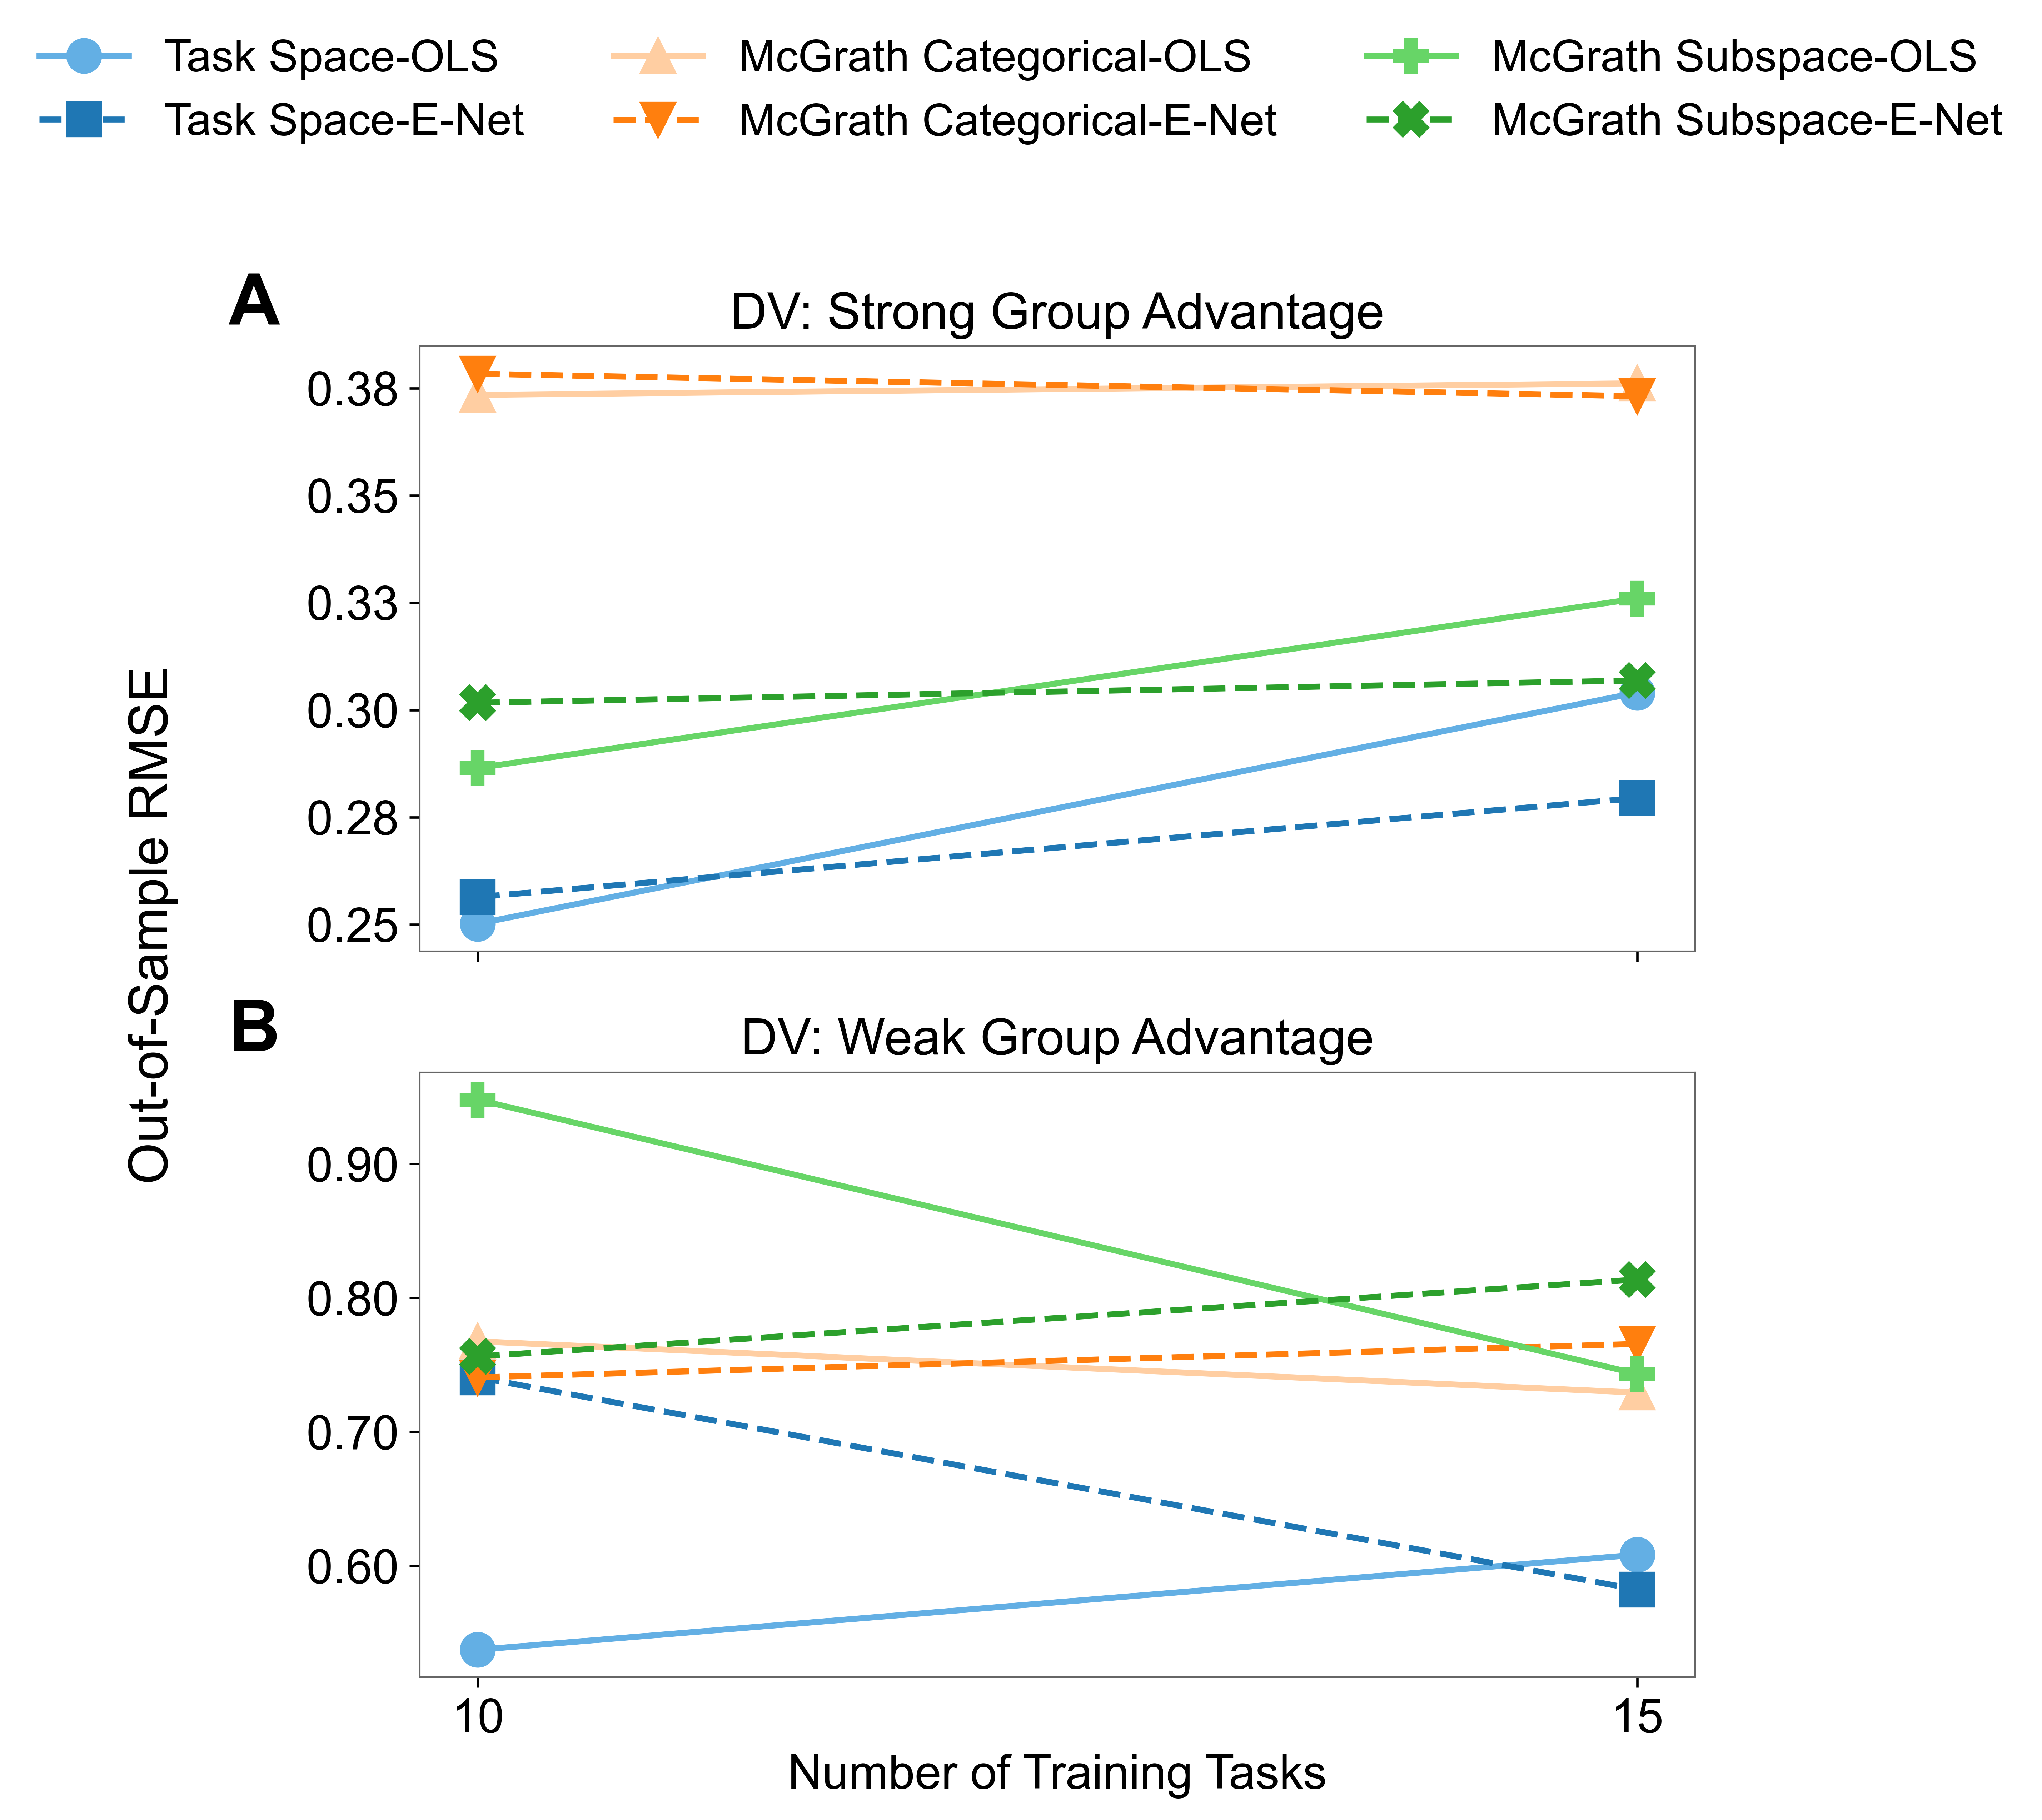 Task Space-OLS McGrath Categorical-OLS McGrath Subspace-OLS
Task Space-E-Net McGrath Categorical-E-Net McGrath Subspace-E-Net
A
DV: Strong Group Advantage
0.38
0.35
0.33
0.30
0.28
0.25
Out-of-Sample RMSE
B
DV: Weak Group Advantage
0.90
0.80
0.70
0.60
10 15
Number of Training Tasks